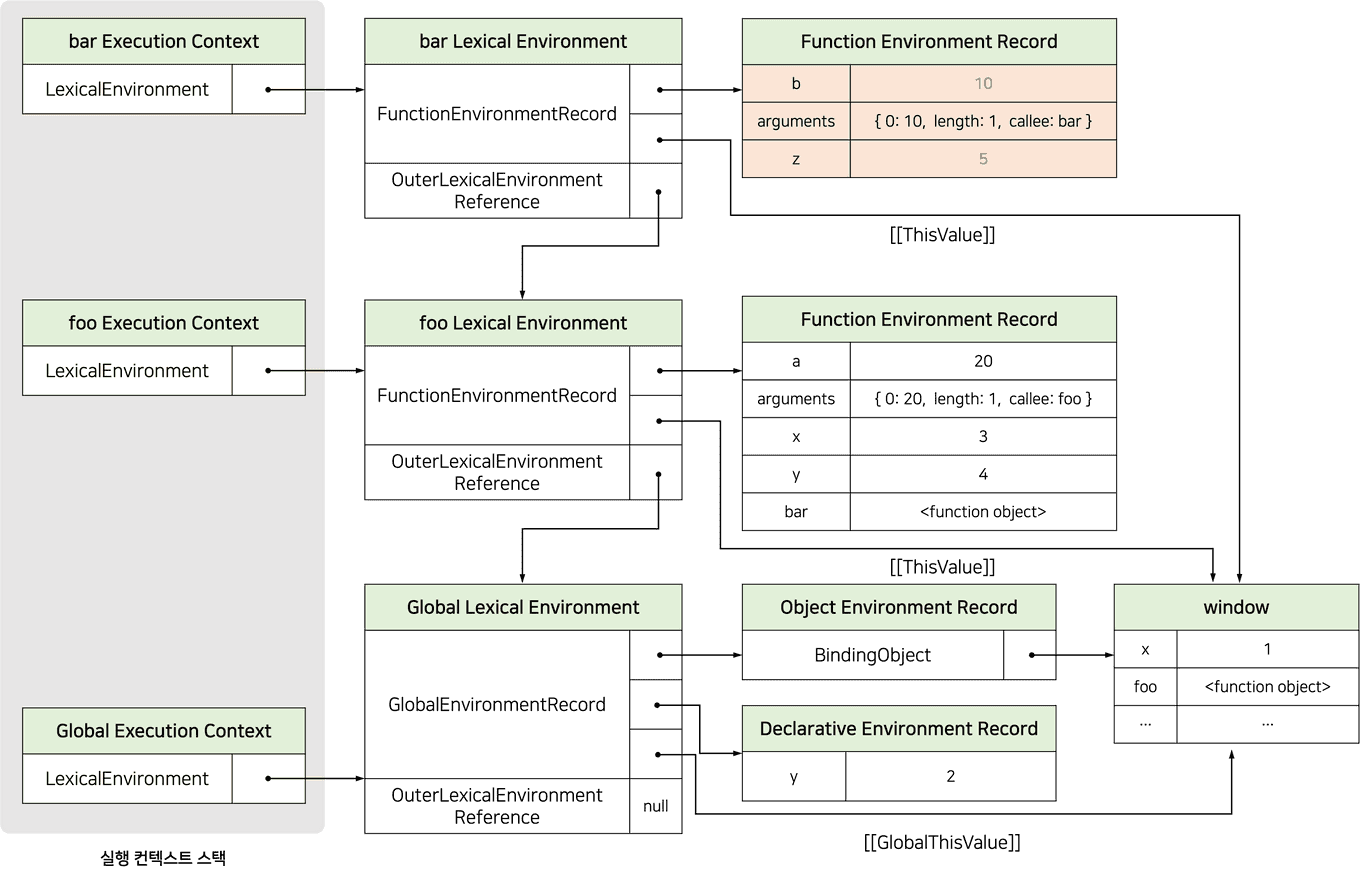 bar Execution Context
LexicalEnvironment
bar Lexical Environment
FunctionEnvironmentRecord
OuterLexicalEnvironment
Reference
Function Environment Record
b 10
arguments { 0: 10, length: 1, callee: bar }
z 5
[[ThisValue]]
foo Execution Context
LexicalEnvironment
foo Lexical Environment
FunctionEnvironmentRecord
OuterLexicalEnvironment
Reference
Function Environment Record
a 20
arguments { 0: 20, length: 1, callee: foo }
x 3
y 4
bar <function object>
[[ThisValue]]
Global Execution Context
LexicalEnvironment
Global Lexical Environment
GlobalEnvironmentRecord
OuterLexicalEnvironment
Reference
null
Object Environment Record
BindingObject
Declarative Environment Record
y 2
window
x 1
foo <function object>
... ...
[[GlobalThisValue]]
실행 컨텍스트 스택